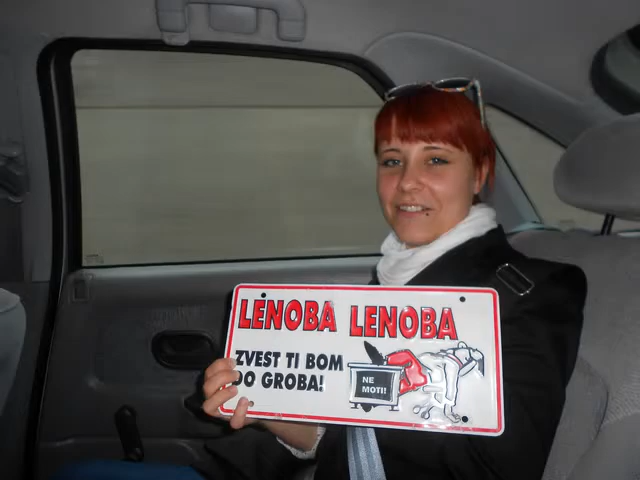 LENOBA LENOBA
ZVEST TI BOM
DO GROBA!
NE
MOTI!